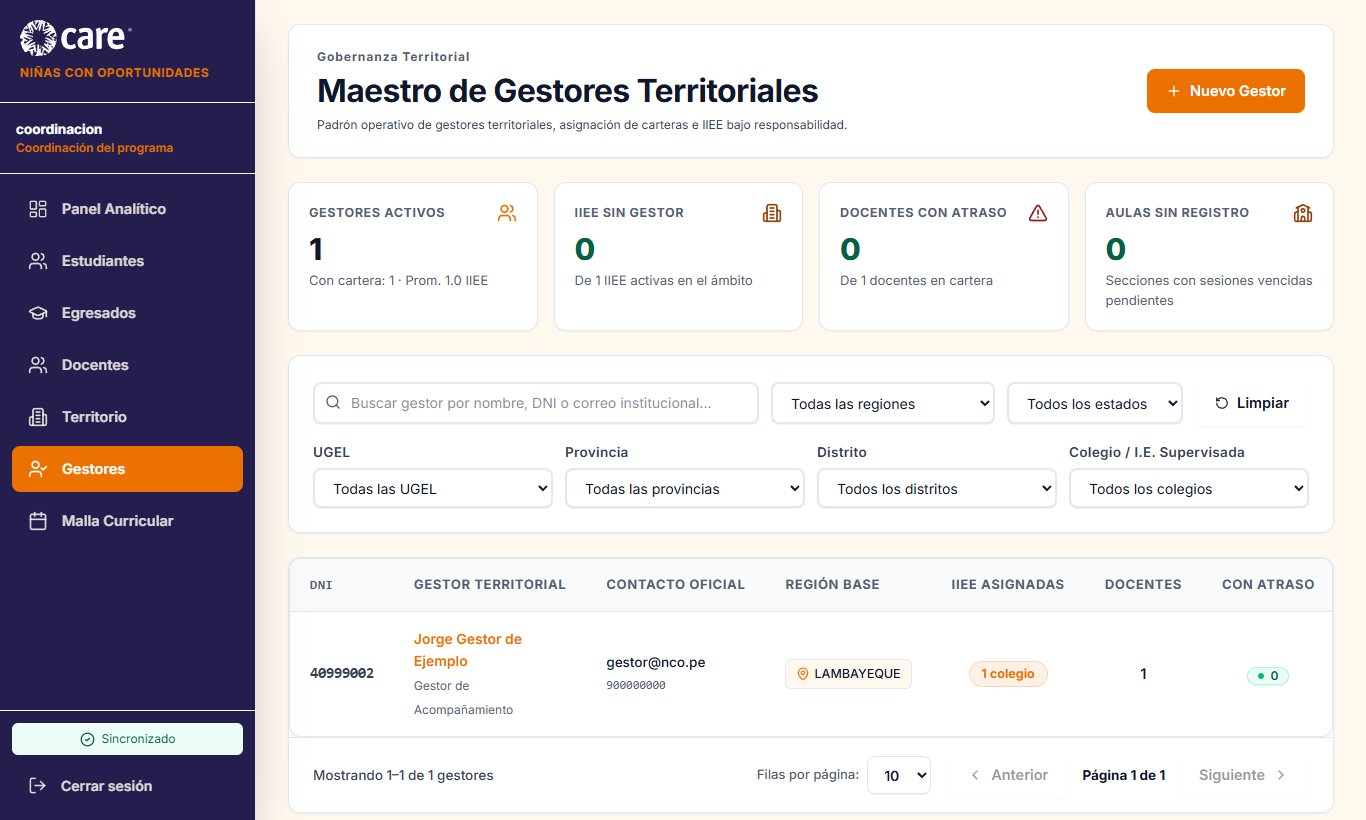 care
NIÑAS CON OPORTUNIDADES
coordinacion
Coordinación del programa
Panel Analítico
Estudiantes
Egresados
Docentes
Territorio
Gestores
Malla Curricular
Sincronizado
Cerrar sesión
Gobernanza Territorial
Maestro de Gestores Territoriales
Padrón operativo de gestores territoriales, asignación de carteras e IIEE bajo responsabilidad.
+ Nuevo Gestor
GESTORES ACTIVOS
1
Con cartera: 1 · Prom. 1.0 IIEE
IIEE SIN GESTOR
0
De 1 IIEE activas en el ámbito
DOCENTES CON ATRASO
0
De 1 docentes en cartera
AULAS SIN REGISTRO
0
Secciones con sesiones vencidas
pendientes
Buscar gestor por nombre, DNI o correo institucional...
Todas las regiones
Todos los estados
Limpiar
UGEL
Provincia
Distrito
Colegio / I.E. Supervisada
Todas las UGEL
Todas las provincias
Todos los distritos
Todos los colegios
DNI
GESTOR TERRITORIAL
CONTACTO OFICIAL
REGIÓN BASE
IIEE ASIGNADAS
DOCENTES
CON ATRASO
40999002
Jorge Gestor de
Ejemplo
Gestor de
Acompañamiento
gestor@nco.pe
900000000
LAMBAYEQUE
1 colegio
1
0
Mostrando 1–1 de 1 gestores
Filas por página:
10
Anterior
Página 1 de 1
Siguiente